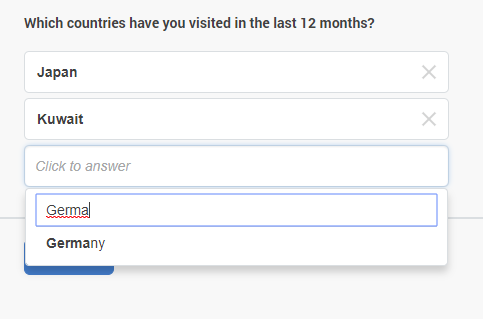 Which countries have you visited in the last 12 months?
Japan
Kuwait
Click to answer
Germa
Germany